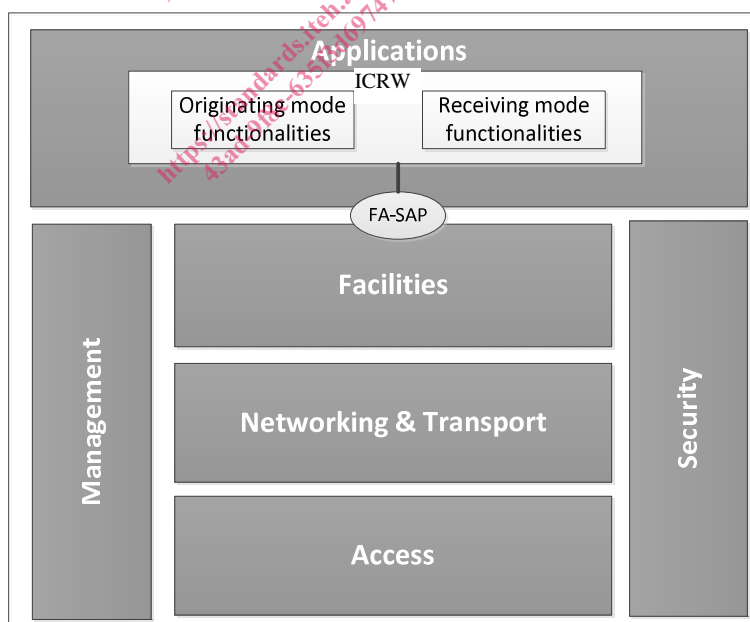 Applications
ICRW
Originating mode
functionalities
Receiving mode
functionalities
FA-SAP
Facilities
Management
Networking & Transport
Security
Access